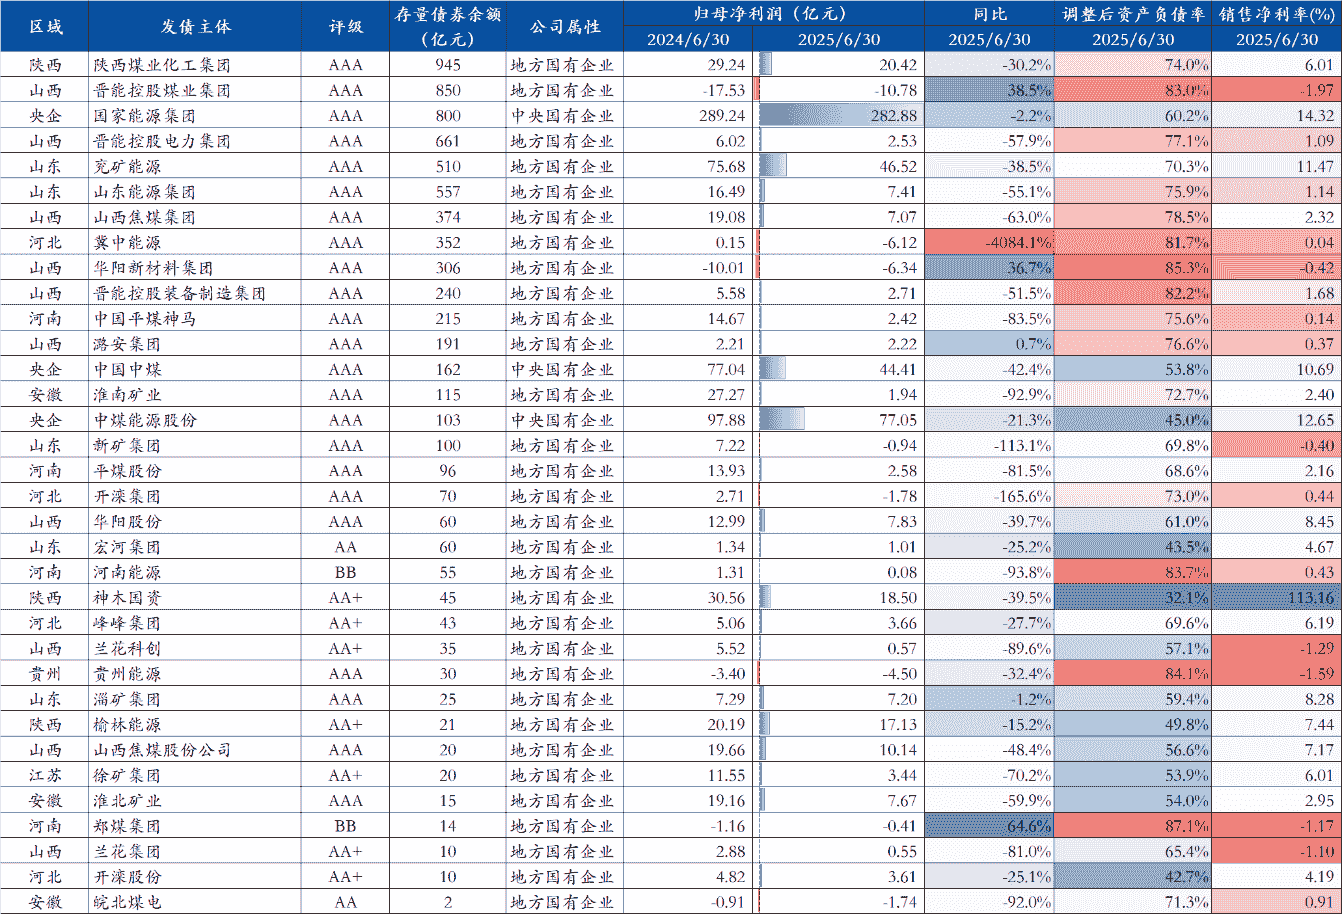 区域 发债主体 评级 存量债券余额（亿元） 公司属性 归母净利润（亿元） 同比 调整后资产负债率 销售净利率(%)
2024/6/30 2025/6/30 2025/6/30 2025/6/30 2025/6/30
陕西 陕西煤业化工集团 AAA 945 地方国有企业 29.24 20.42 -30.2% 74.0% 6.01
山西 晋能控股煤业集团 AAA 850 地方国有企业 -17.53 -10.78 38.5% 83.0% -1.97
央企 国家能源集团 AAA 800 中央国有企业 289.24 282.88 -2.2% 60.2% 14.32
山西 晋能控股电力集团 AAA 661 地方国有企业 6.02 2.53 -57.9% 77.1% 1.09
山东 兖矿能源 AAA 510 地方国有企业 75.68 46.52 -38.5% 70.3% 11.47
山东 山东能源集团 AAA 557 地方国有企业 16.49 7.41 -55.1% 75.9% 1.14
山西 山西焦煤集团 AAA 374 地方国有企业 19.08 7.07 -63.0% 78.5% 2.32
河北 冀中能源 AAA 352 地方国有企业 0.15 -6.12 -4084.1% 81.7% 0.04
山西 华阳新材料集团 AAA 306 地方国有企业 -10.01 -6.34 36.7% 85.3% -0.42
山西 晋能控股装备制造集团 AAA 240 地方国有企业 5.58 2.71 -51.5% 82.2% 1.68
河南 中国平煤神马 AAA 215 地方国有企业 14.67 2.42 -83.5% 75.6% 0.14
山西 潞安集团 AAA 191 地方国有企业 2.21 2.22 0.7% 76.6% 0.37
央企 中国中煤 AAA 162 中央国有企业 77.04 44.41 -42.4% 53.8% 10.69
安徽 淮南矿业 AAA 115 地方国有企业 27.27 1.94 -92.9% 72.7% 2.40
央企 中煤能源股份 AAA 103 中央国有企业 97.88 77.05 -21.3% 45.0% 12.65
山东 新矿集团 AAA 100 地方国有企业 7.22 -0.94 -113.1% 69.8% -0.40
河南 平煤股份 AAA 96 地方国有企业 13.93 2.58 -81.5% 68.6% 2.16
河北 开滦集团 AAA 70 地方国有企业 2.71 -1.78 -165.6% 73.0% 0.44
山西 华阳股份 AAA 60 地方国有企业 12.99 7.83 -39.7% 61.0% 8.45
山东 宏河集团 AA 60 地方国有企业 1.34 1.01 -25.2% 43.5% 4.67
河南 河南能源 BB 55 地方国有企业 1.31 0.08 -93.8% 83.7% 0.43
陕西 神木国资 AA+ 45 地方国有企业 30.56 18.50 -39.5% 32.1% 113.16
河北 峰峰集团 AA+ 43 地方国有企业 5.06 3.66 -27.7% 69.6% 6.19
山西 兰花科创 AA+ 35 地方国有企业 5.52 0.57 -89.6% 57.1% -1.29
贵州 贵州能源 AAA 30 地方国有企业 -3.40 -4.50 -32.4% 84.1% -1.59
山东 淄矿集团 AAA 25 地方国有企业 7.29 7.20 -1.2% 59.4% 8.28
陕西 榆林能源 AA+ 21 地方国有企业 20.19 17.13 -15.2% 49.8% 7.44
山西 山西焦煤股份公司 AAA 20 地方国有企业 19.66 10.14 -48.4% 56.6% 7.17
江苏 徐矿集团 AA+ 20 地方国有企业 11.55 3.44 -70.2% 53.9% 6.01
安徽 淮北矿业 AAA 15 地方国有企业 19.16 7.67 -59.9% 54.0% 2.95
河南 郑煤集团 BB 14 地方国有企业 -1.16 -0.41 64.6% 87.1% -1.17
山西 兰花集团 AA+ 10 地方国有企业 2.88 0.55 -81.0% 65.4% -1.10
河北 开滦股份 AA+ 10 地方国有企业 4.82 3.61 -25.1% 42.7% 4.19
安徽 皖北煤电 AA 2 地方国有企业 -0.91 -1.74 -92.0% 71.3% 0.91